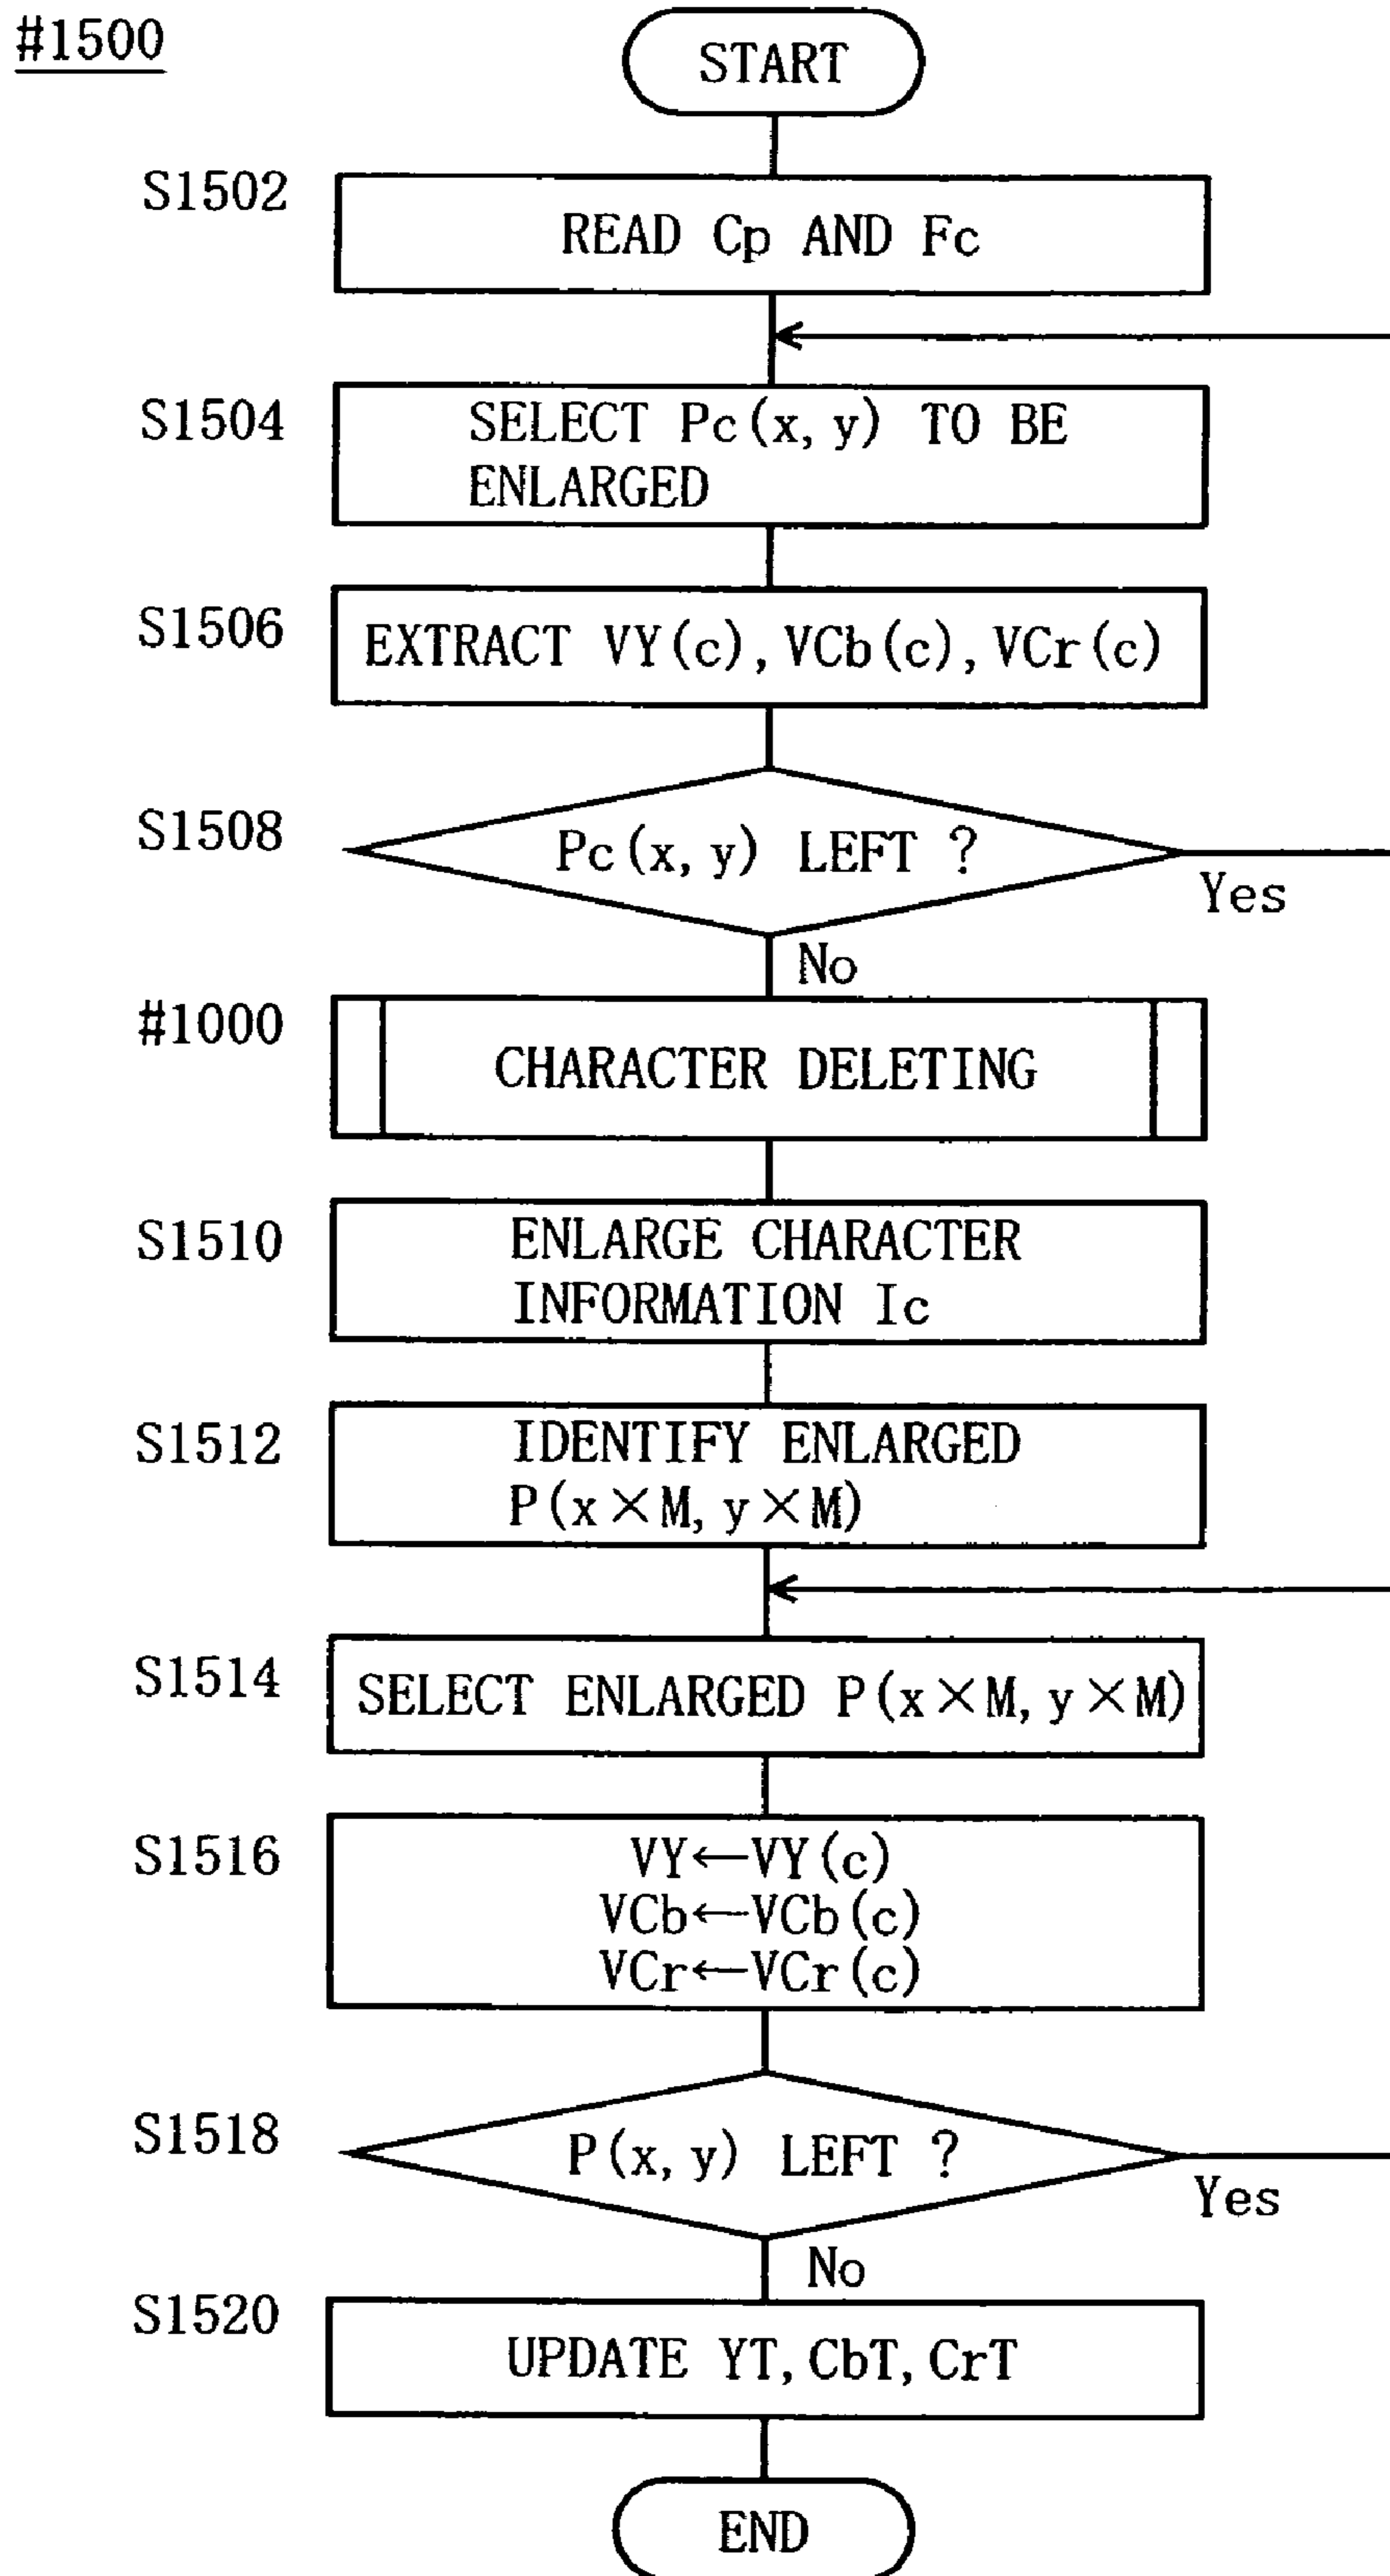 #1500
START
S1502
READ Cp AND Fc
S1504
SELECT Pc(x, y) TO BE
ENLARGED
S1506
EXTRACT VY(c), VCb(c), VCr(c)
S1508
Pc(x, y) LEFT ?
Yes
No
#1000
CHARACTER DELETING
S1510
ENLARGE CHARACTER
INFORMATION Ic
S1512
IDENTIFY ENLARGED
P(x×M, y×M)
S1514
SELECT ENLARGED P(x×M, y×M)
S1516
VY←VY(c)
VCb←VCb(c)
VCr←VCr(c)
S1518
P(x, y) LEFT ?
Yes
No
S1520
UPDATE YT, CbT, CrT
END